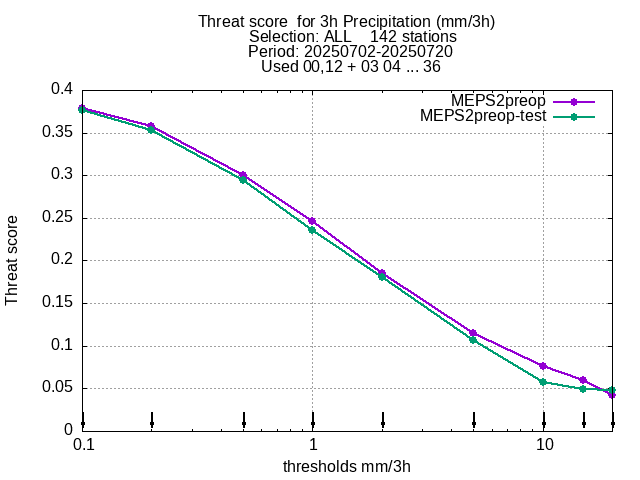 Threat score  for 3h Precipitation (mm/3h)
Selection: ALL    142 stations
Period: 20250702-20250720
Used 00,12 + 03 04 ... 36
MEPS2preop
MEPS2preop-test
0.4
0.35
0.3
0.25
0.2
0.15
0.1
0.05
0
Threat score
0.1 1 10
thresholds mm/3h